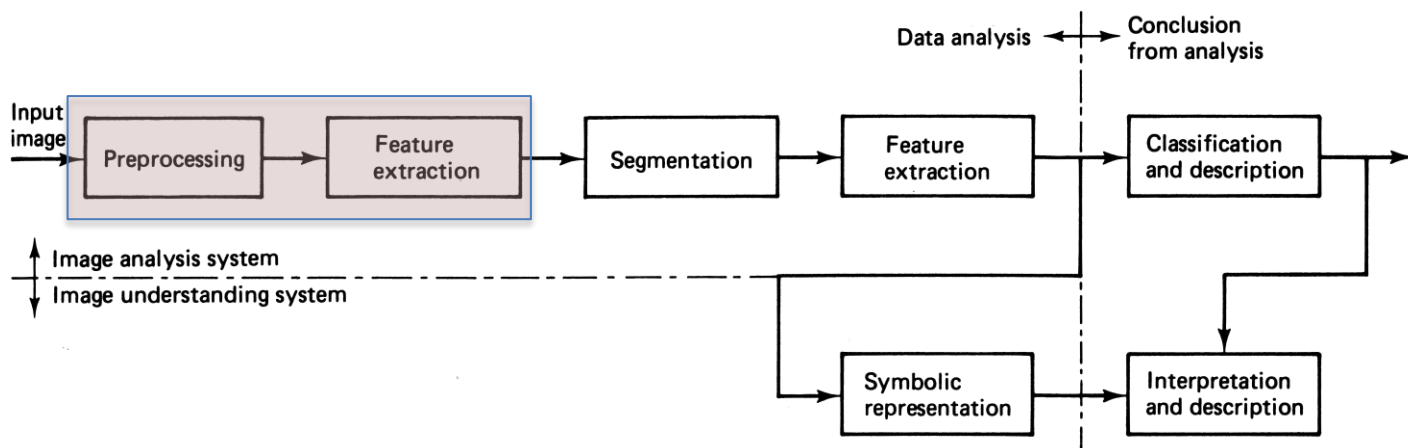 Data analysis
Conclusion
from analysis
Input
image
Preprocessing
Feature
extraction
Segmentation
Feature
extraction
Classification
and description
Image analysis system
Image understanding system
Symbolic
representation
Interpretation
and description